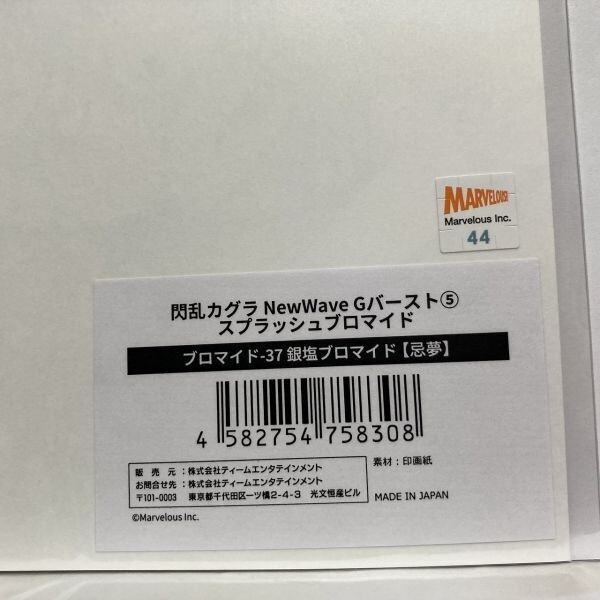 MARVELOUS!
Marvelous Inc.
44
閃乱カグラ NewWave Gバースト⑤
スプラッシュブロマイド
ブロマイド-37 銀塩ブロマイド【忌夢】
4 582754 758308
販売元：株式会社ティームエンタテインメント
お問合せ先：株式会社ティームエンタテインメント
〒101-0003 東京都千代田区一ツ橋2-4-3 光文恒産ビル
素材：印画紙
MADE IN JAPAN
©Marvelous Inc.